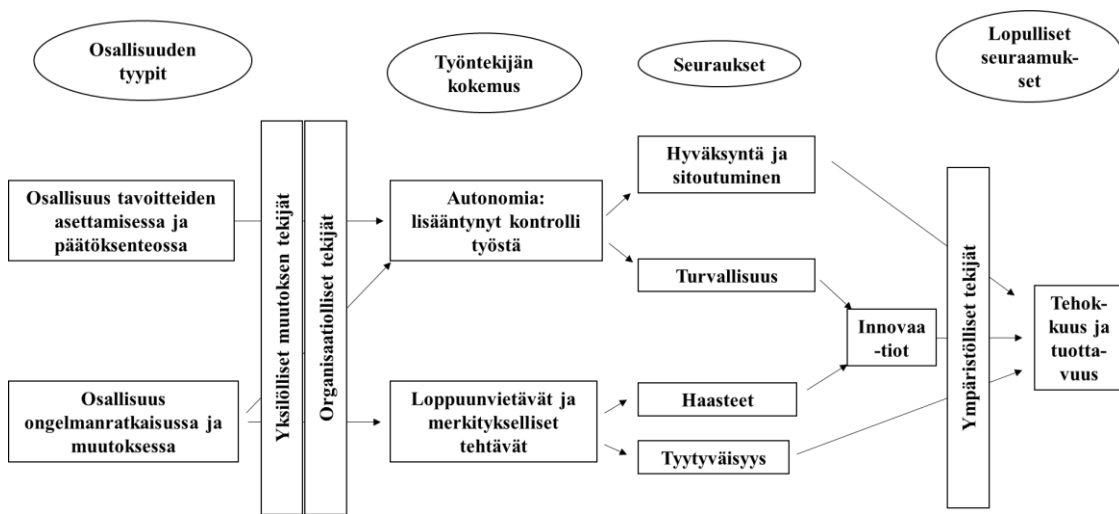 Osallisuuden
tyypit
Työntekijän
kokemus
Seuraukset
Lopulliset
seuraamuk-
set
Osallisuus tavoitteiden
asettamisessa ja
päätöksenteossa
Osallisuus
ongelmanratkaisussa ja
muutoksessa
Yksilölliset muutoksen tekijät
Organisaatiolliset tekijät
Autonomia:
lisääntynyt kontrolli
työstä
Loppuunvietävät ja
merkitykselliset
tehtävät
Hyväksyntä ja
sitoutuminen
Turvallisuus
Haasteet
Tyytyväisyys
Innovaa
-tiot
Ympäristölliset tekijät
Tehok-
kuus ja
tuotta-
vuus